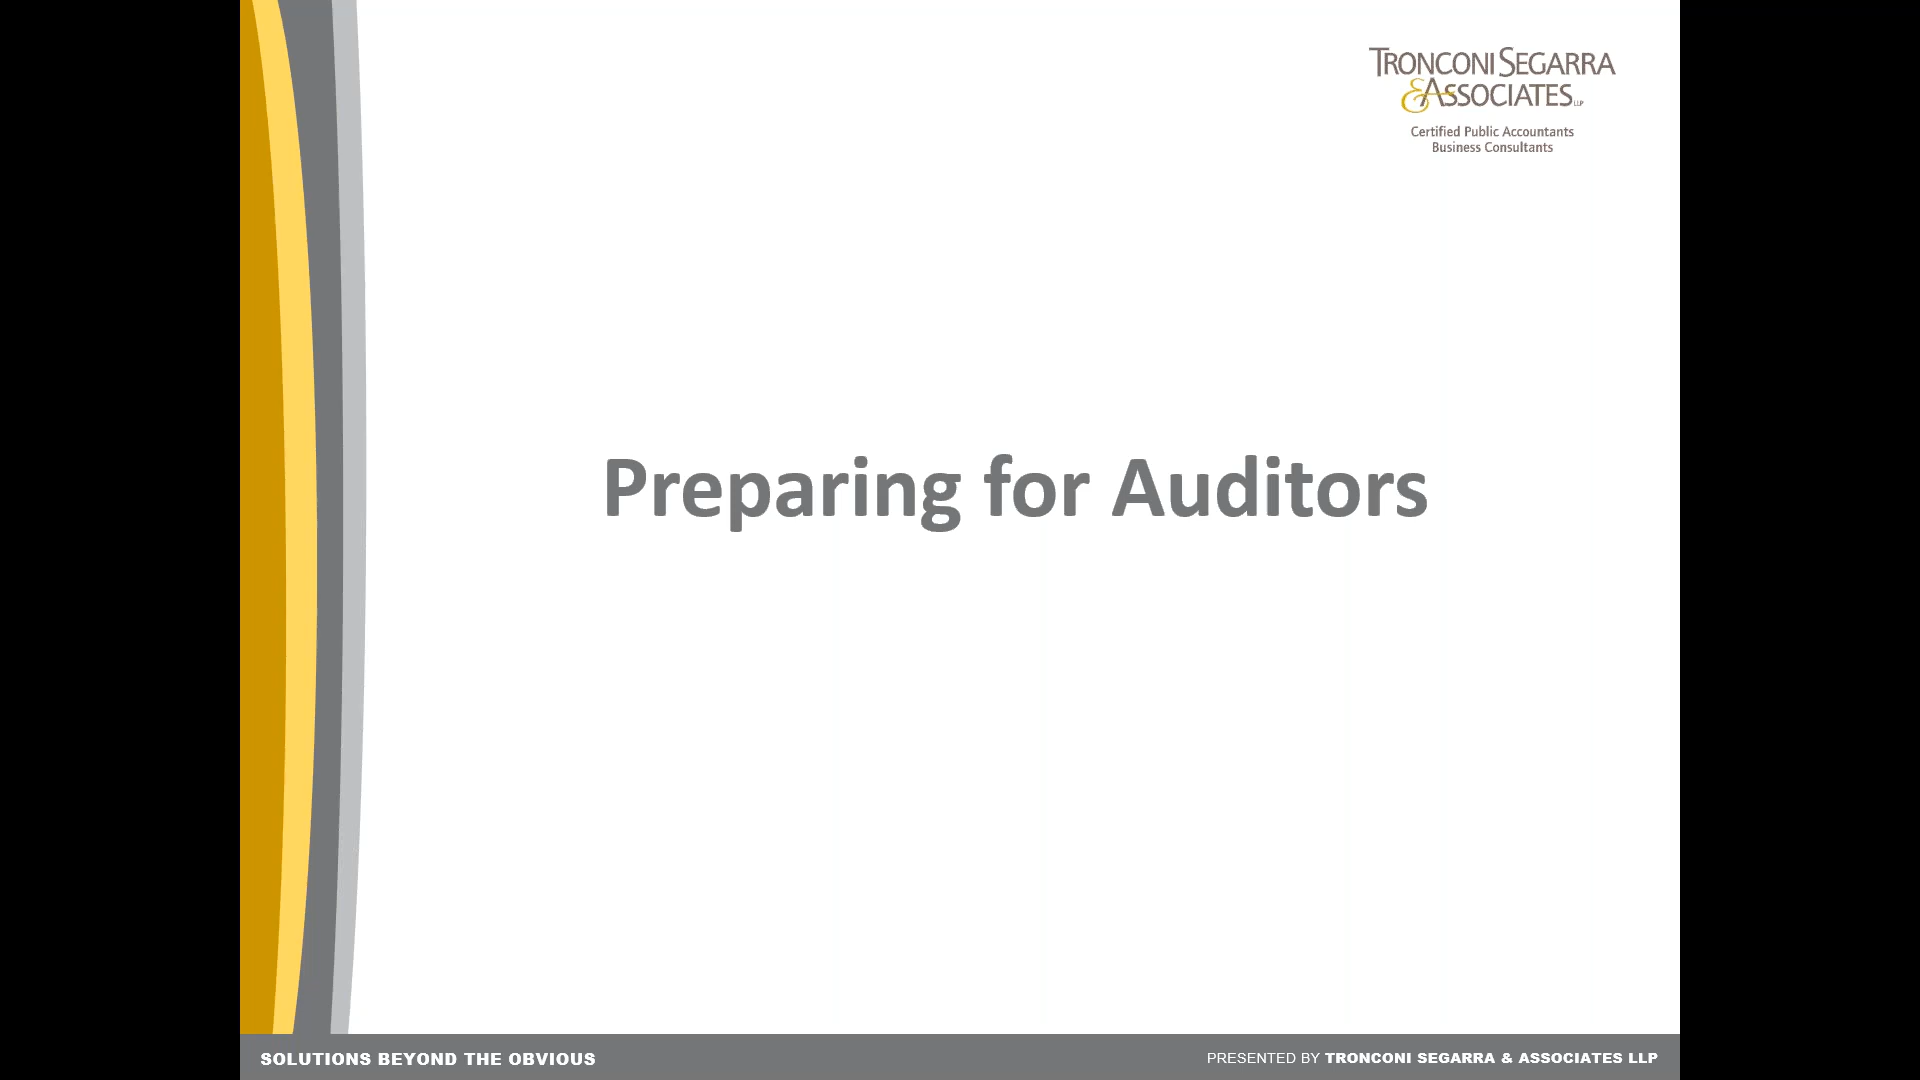 TRONCONI SEGARRA
& ASSOCIATES LLP
Certified Public Accountants
Business Consultants
Preparing for Auditors
SOLUTIONS BEYOND THE OBVIOUS
PRESENTED BY TRONCONI SEGARRA & ASSOCIATES LLP